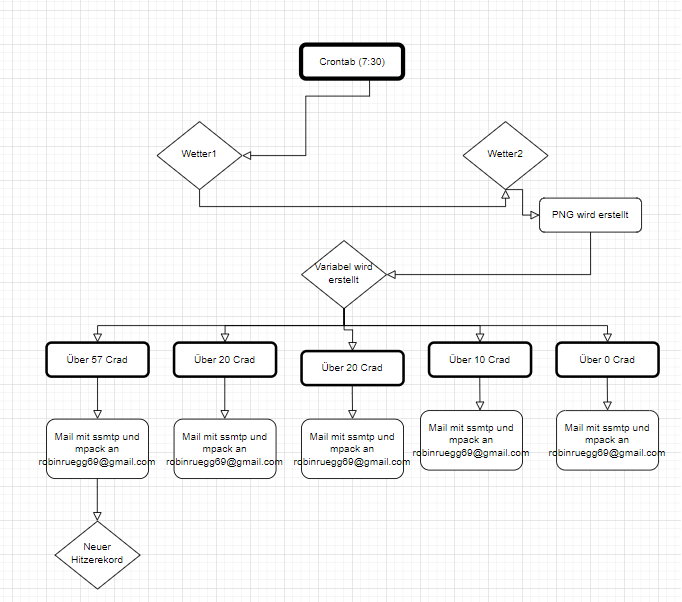 Crontab (7:30)
Wetter1
Wetter2
PNG wird erstellt
Variabel wird
erstellt
Über 57 Crad
Über 20 Crad
Über 20 Crad
Über 10 Crad
Über 0 Crad
Mail mit ssmtp und
mpack an
robinruegg69@gmail.com
Mail mit ssmtp und
mpack an
robinruegg69@gmail.com
Mail mit ssmtp und
mpack an
robinruegg69@gmail.com
Mail mit ssmtp und
mpack an
robinruegg69@gmail.com
Mail mit ssmtp und
mpack an
robinruegg69@gmail.com
Neuer
Hitzerekord